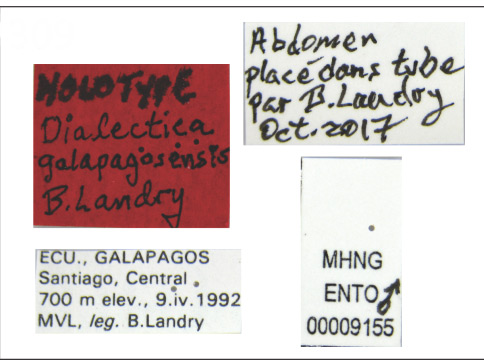 HOLOTYPE
Dialectica
galapagosensis
B. Landry
Abdomen
placé dans tube
par B. Landry
Oct. 2017
ECU., GALAPAGOS
Santiago, Central
700 m elev., 9.iv.1992
MVL, leg. B.Landry
MHNG
ENTO ♂
00009155